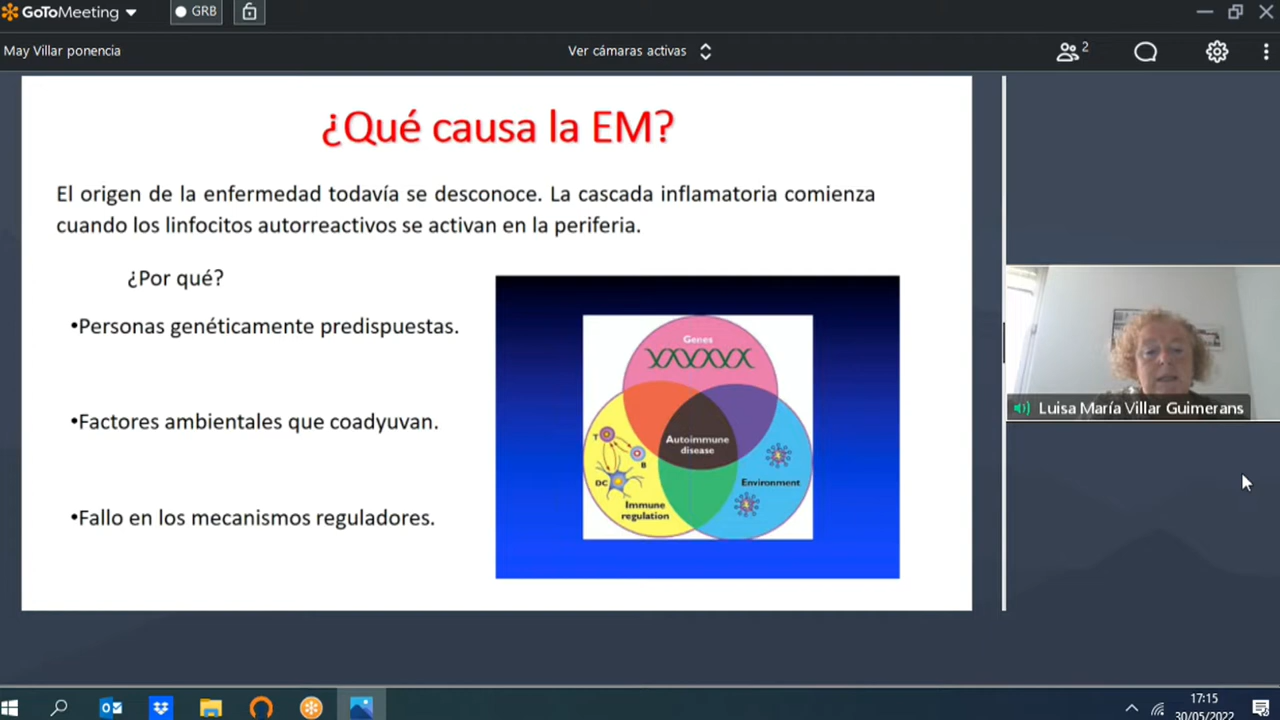 GoToMeeting
GRB
May Villar ponencia
Ver cámaras activas
2
¿Qué causa la EM?
El origen de la enfermedad todavía se desconoce. La cascada inflamatoria comienza
cuando los linfocitos autorreactivos se activan en la periferia.
¿Por qué?
•Personas genéticamente predispuestas.
•Factores ambientales que coadyuvan.
•Fallo en los mecanismos reguladores.
Genes
Autoimmune
disease
T
B
DC
Immune
regulation
Environment
Luisa María Villar Guimerans
17:15
30/05/2022